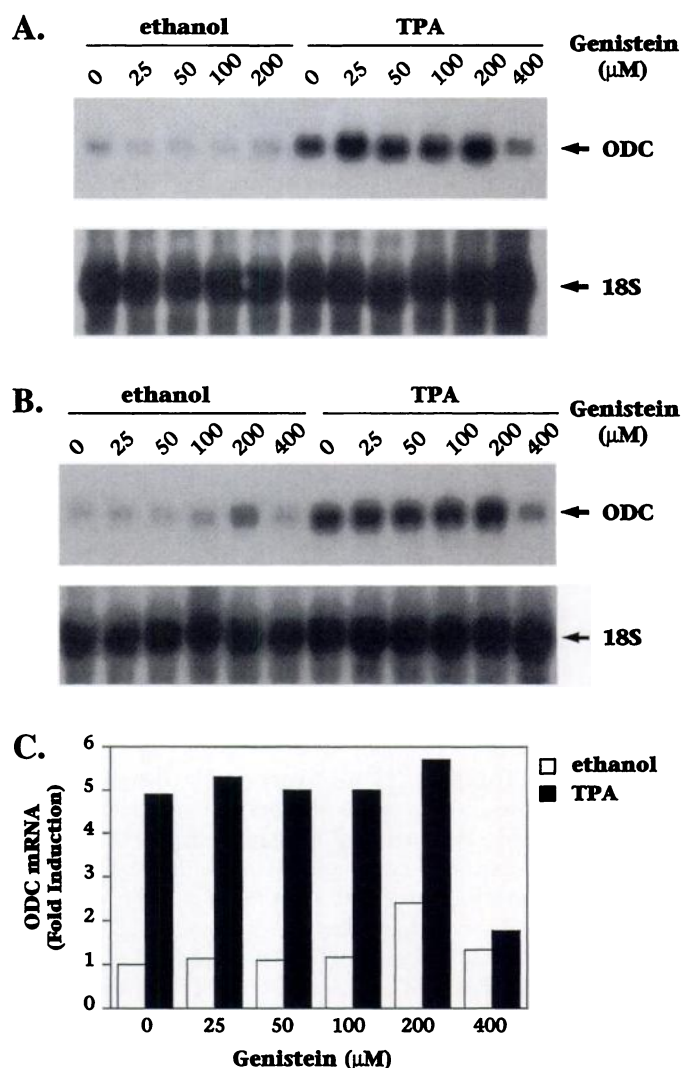 A.
ethanol TPA
Genistein
(μM)
0 25 50 100 200 0 25 50 100 200 400
ODC
18S
B.
ethanol TPA
Genistein
(μM)
0 25 50 100 200 400 0 25 50 100 200 400
ODC
18S
C.
ODC mRNA
(Fold Induction)
6
5
4
3
2
1
0
ethanol
TPA
0 25 50 100 200 400
Genistein (μM)